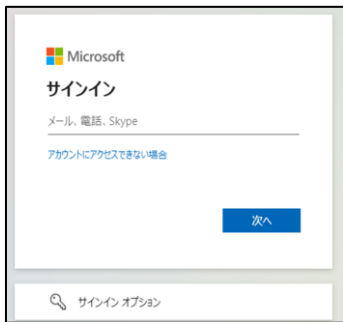 Microsoft
サインイン
メール、電話、Skype
アカウントにアクセスできない場合
次へ
サインイン オプション